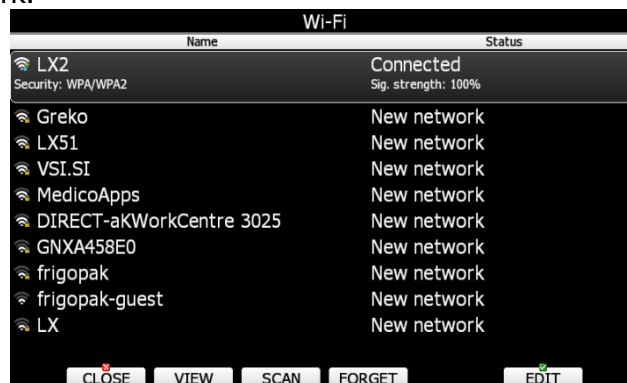 Wi-Fi
Name Status
LX2 Connected
Security: WPA/WPA2 Sig. strength: 100%
Greko New network
LX51 New network
VSI.SI New network
MedicoApps New network
DIRECT-aKWorkCentre 3025 New network
GNXA458E0 New network
frigopak New network
frigopak-guest New network
LX New network
CLOSE VIEW SCAN FORGET EDIT